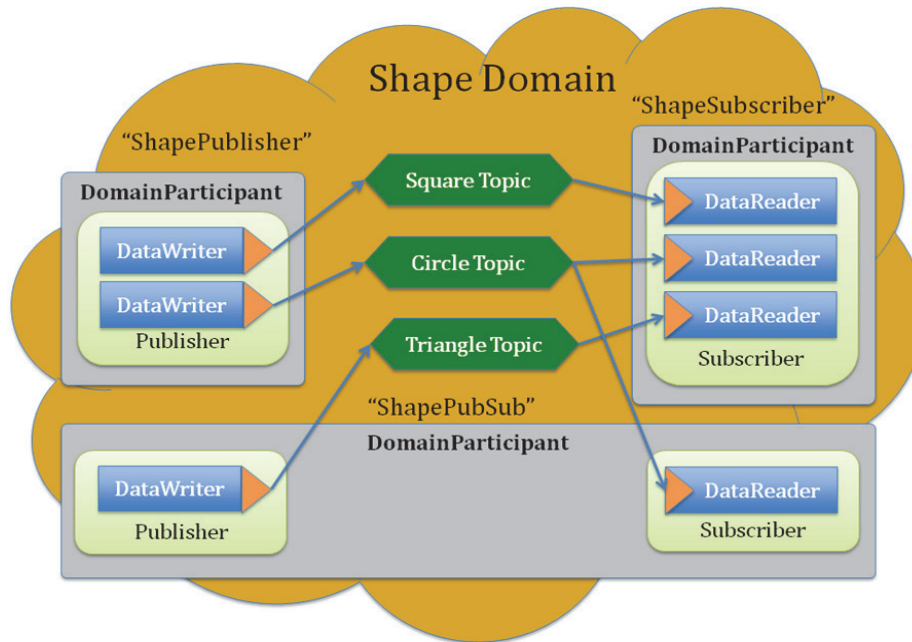 Shape Domain
“ShapePublisher”
DomainParticipant
DataWriter
DataWriter
Publisher
Square Topic
Circle Topic
Triangle Topic
“ShapeSubscriber”
DomainParticipant
DataReader
DataReader
DataReader
Subscriber
“ShapePubSub”
DomainParticipant
DataWriter
Publisher
DataReader
Subscriber